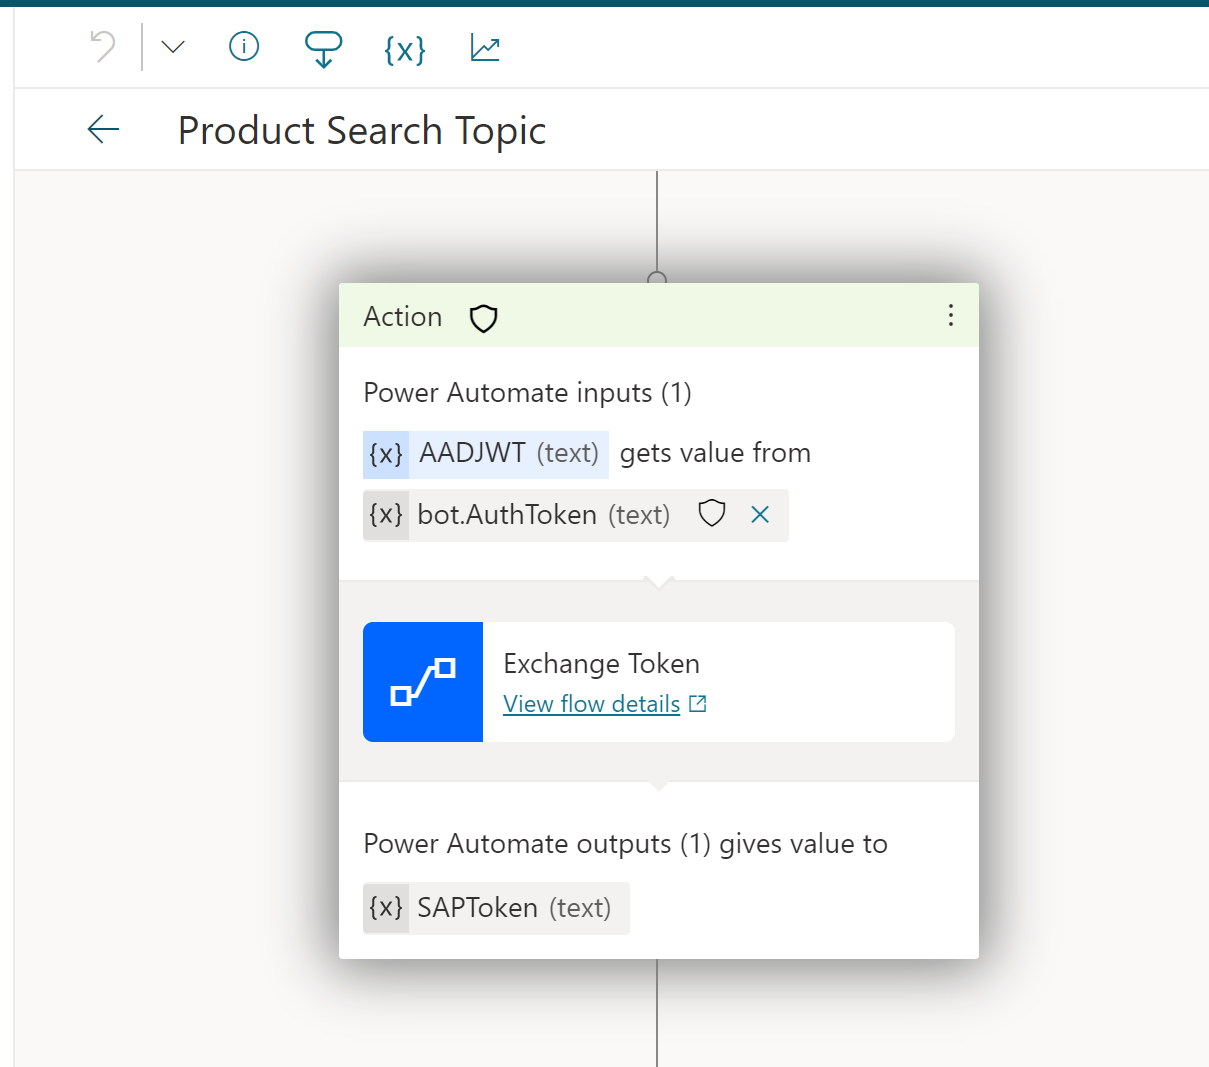 {x}
Product Search Topic
Action
Power Automate inputs (1)
{x} AADJWT (text) gets value from
{x} bot.AuthToken (text)
Exchange Token
View flow details
Power Automate outputs (1) gives value to
{x} SAPToken (text)